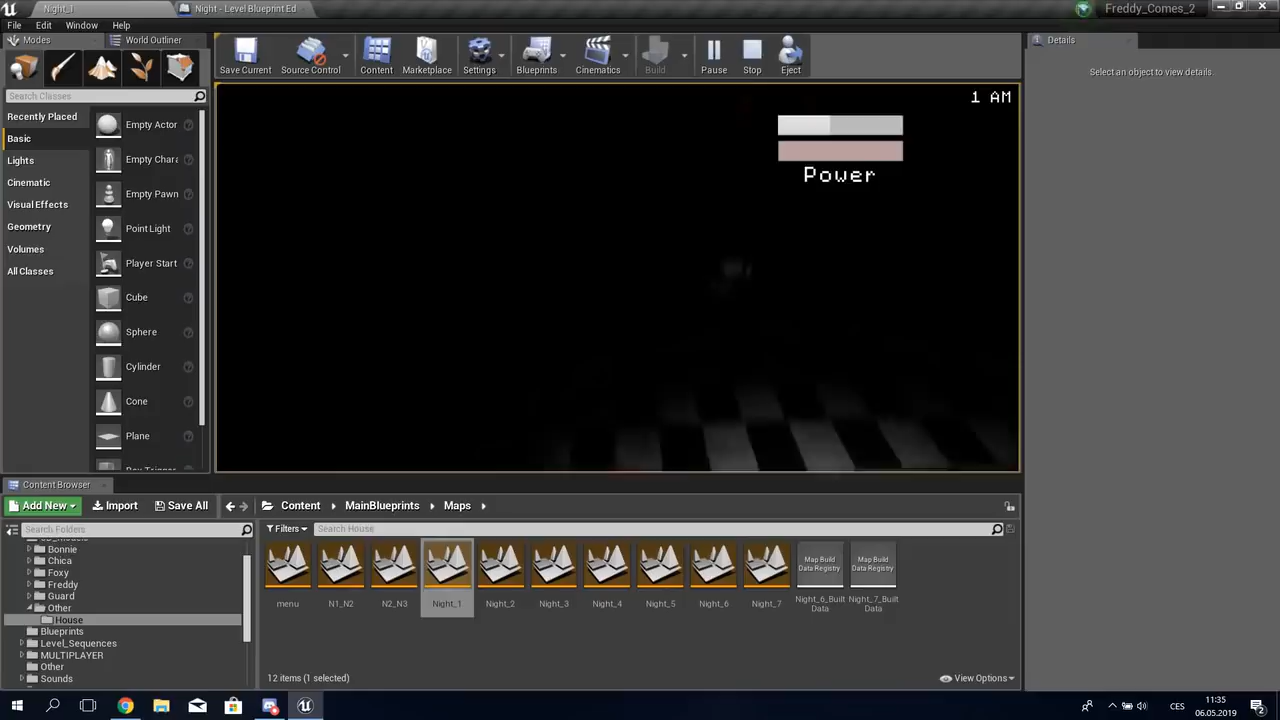 Night_1
Night - Level Blueprint Ed
Freddy_Comes_2
File Edit Window Help
Modes
World Outliner
Search Classes
Recently Placed
Basic
Lights
Cinematic
Visual Effects
Geometry
Volumes
All Classes
Empty Actor
Empty Chara
Empty Pawn
Point Light
Player Start
Cube
Sphere
Cylinder
Cone
Plane
Box Trigger
Save Current
Source Control
Content
Marketplace
Settings
Blueprints
Cinematics
Build
Pause
Stop
Eject
1 AM
Power
Details
Select an object to view details.
Content Browser
Add New
Import
Save All
Content
MainBlueprints
Maps
Search Folders
Filters
Search House
3D_Models
Bonnie
Chica
Foxy
Freddy
Guard
Other
House
Blueprints
Level_Sequences
MULTIPLAYER
Other
Sounds
menu
N1_N2
N2_N3
Night_1
Night_2
Night_3
Night_4
Night_5
Night_6
Night_7
Map Build
Data Registry
Night_6_Built
Data
Map Build
Data Registry
Night_7_Built
Data
12 items (1 selected)
View Options
CES
11:35
06.05.2019
2